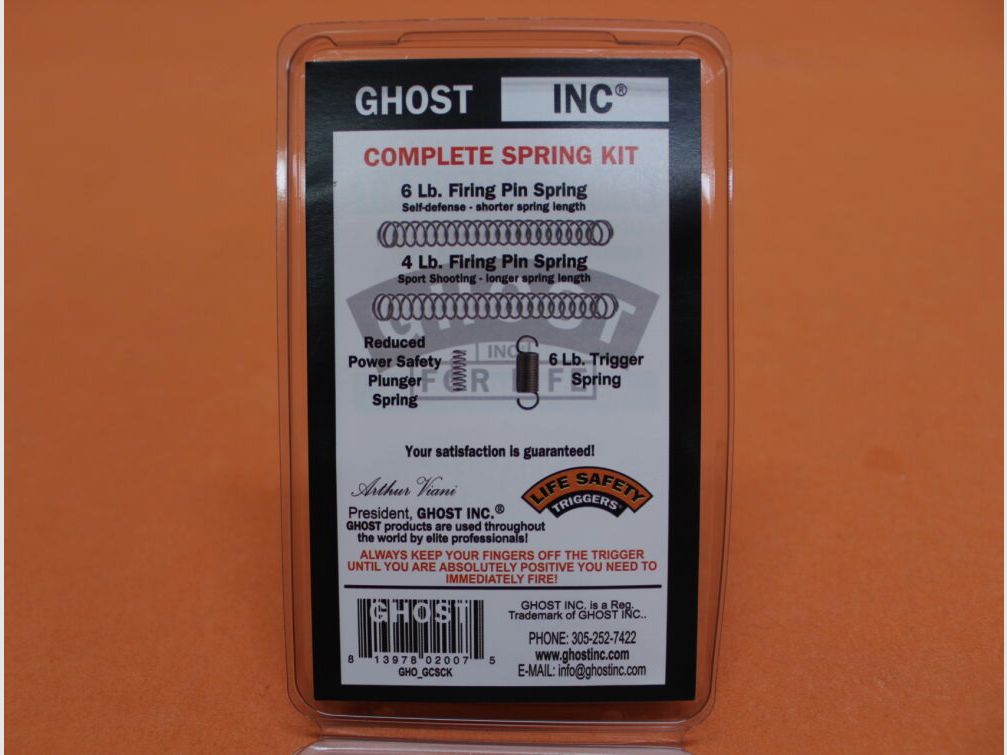 GHOST INC®
COMPLETE SPRING KIT
6 Lb. Firing Pin Spring
Self-defense - shorter spring length
4 Lb. Firing Pin Spring
Sport Shooting - longer spring length
GHOST
INC
FOR LIFE
Reduced
Power Safety
Plunger
Spring
6 Lb. Trigger
Spring
Your satisfaction is guaranteed!
Arthur Viani
President, GHOST INC.®
GHOST products are used throughout
the world by elite professionals!
LIFE SAFETY
TRIGGERS
ALWAYS KEEP YOUR FINGERS OFF THE TRIGGER
UNTIL YOU ARE ABSOLUTELY POSITIVE YOU NEED TO
IMMEDIATELY FIRE!
GHOST
8 13978 02007 5
GHO_GCSCK
GHOST INC. is a Reg.
Trademark of GHOST INC..
PHONE: 305-252-7422
www.ghostinc.com
E-MAIL: info@ghostinc.com